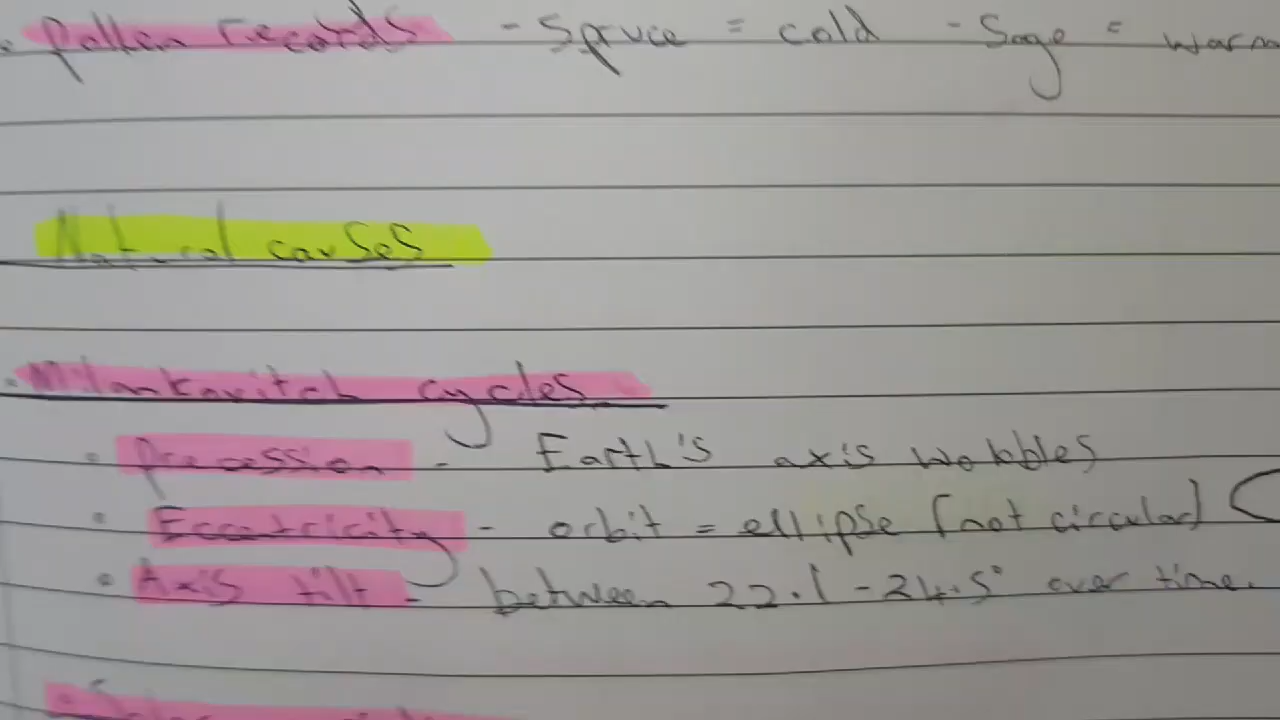 · Pollen records - Spruce = cold - Sage = warm
Natural causes
· Milankovitch cycles
· Precession - Earth's axis wobbles
· Eccentricity - orbit = ellipse (not circular)
· Axis tilt - between 22.1 - 24.5° over time.